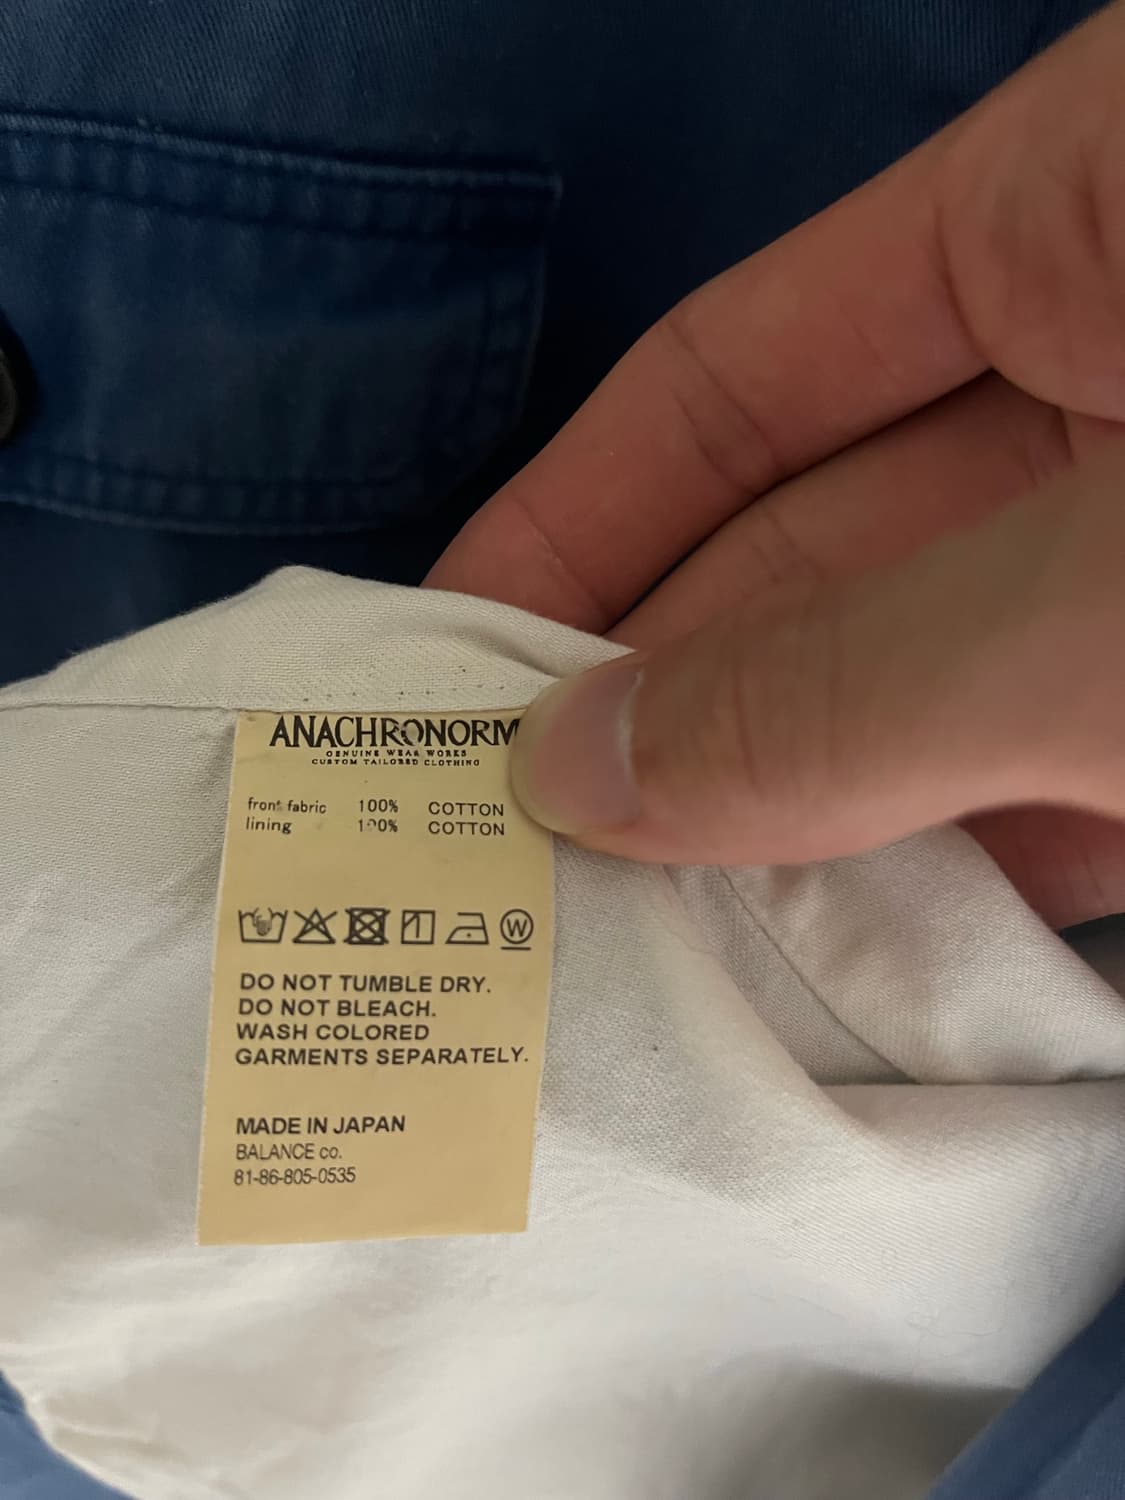 ANACHRONORM
GENUINE WEAR WORKS
CUSTOM TAILORED CLOTHING
front fabric 100% COTTON
lining 100% COTTON
W
DO NOT TUMBLE DRY.
DO NOT BLEACH.
WASH COLORED
GARMENTS SEPARATELY.
MADE IN JAPAN
BALANCE co.
81-86-805-0535